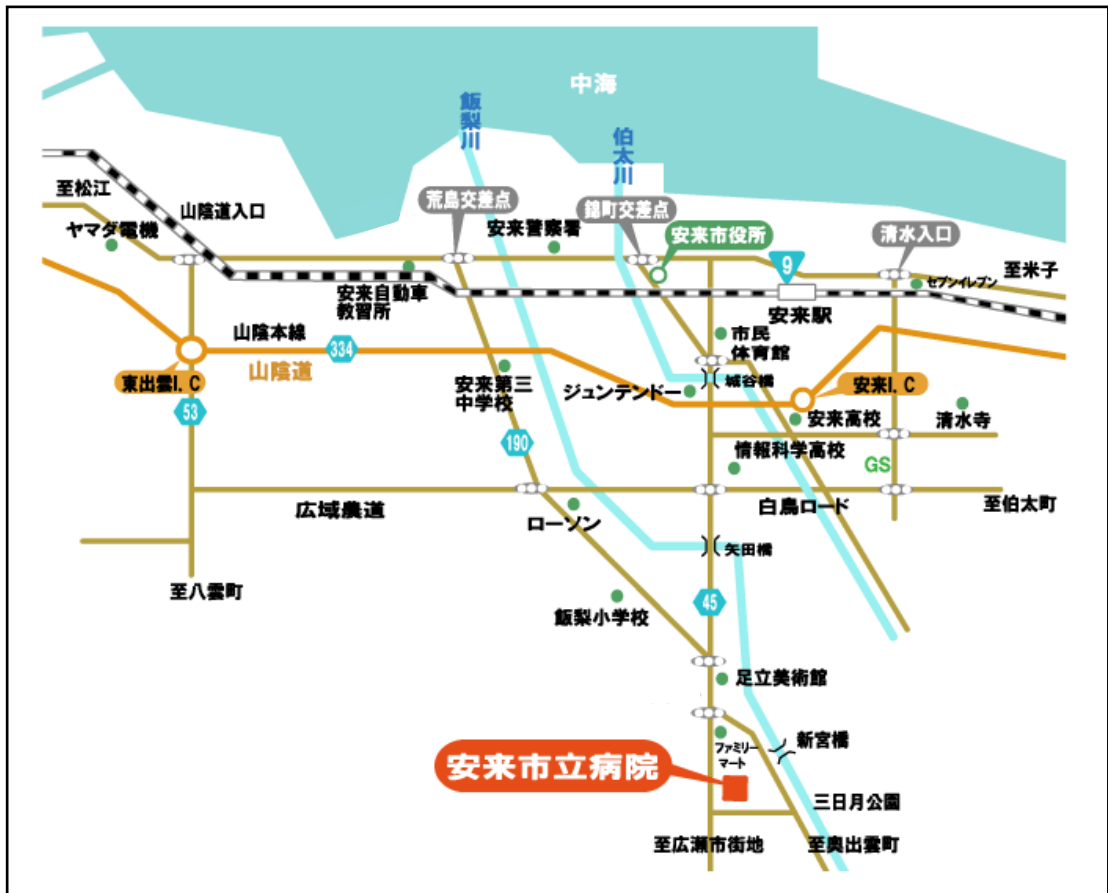 中海
飯梨川
伯太川
至松江
山陰道入口
荒島交差点
錦町交差点
ヤマダ電機
安来警察署
安来市役所
清水入口
9
至米子
セブンイレブン
安来自動車
教習所
安来駅
山陰本線
334
市民
体育館
山陰道
東出雲I.C
安来第三
中学校
ジュンテンドー
城谷橋
安来I.C
53
安来高校
清水寺
190
情報科学高校
GS
広域農道
ローソン
白鳥ロード
至伯太町
矢田橋
至八雲町
飯梨小学校
45
足立美術館
ファミリー
マート
新宮橋
安来市立病院
三日月公園
至広瀬市街地
至奥出雲町